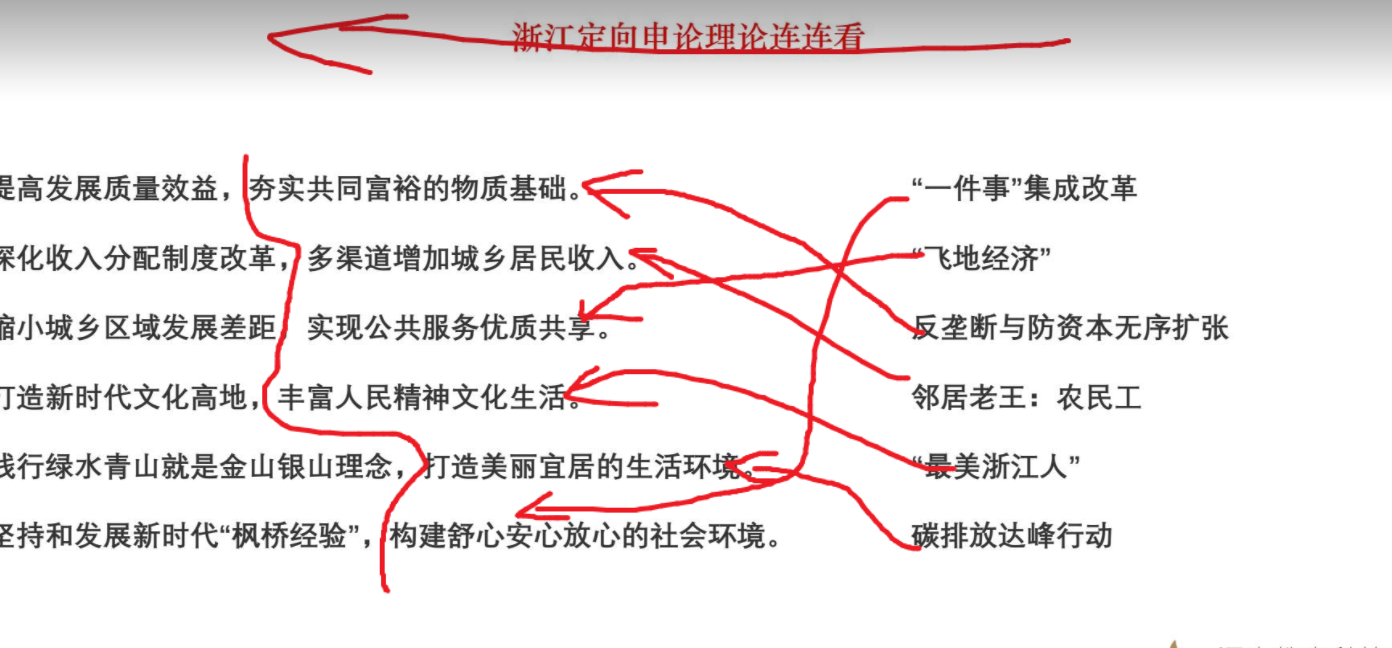 浙江定向申论理论连连看
提高发展质量效益，夯实共同富裕的物质基础。
深化收入分配制度改革，多渠道增加城乡居民收入。
缩小城乡区域发展差距，实现公共服务优质共享。
打造新时代文化高地，丰富人民精神文化生活。
践行绿水青山就是金山银山理念，打造美丽宜居的生活环境。
坚持和发展新时代“枫桥经验”，构建舒心安心放心的社会环境。
“一件事”集成改革
“飞地经济”
反垄断与防资本无序扩张
邻居老王：农民工
“最美浙江人”
碳排放达峰行动